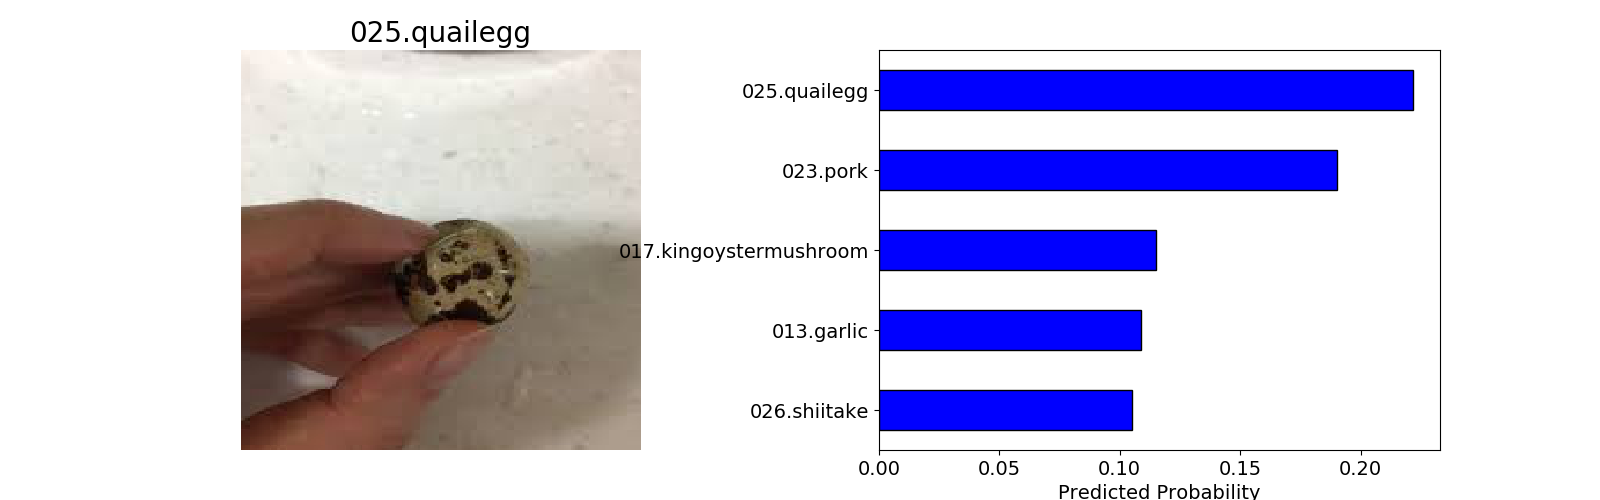 025.quailegg
025.quailegg
023.pork
017.kingoystermushroom
013.garlic
026.shiitake
0.00 0.05 0.10 0.15 0.20
Predicted Probability